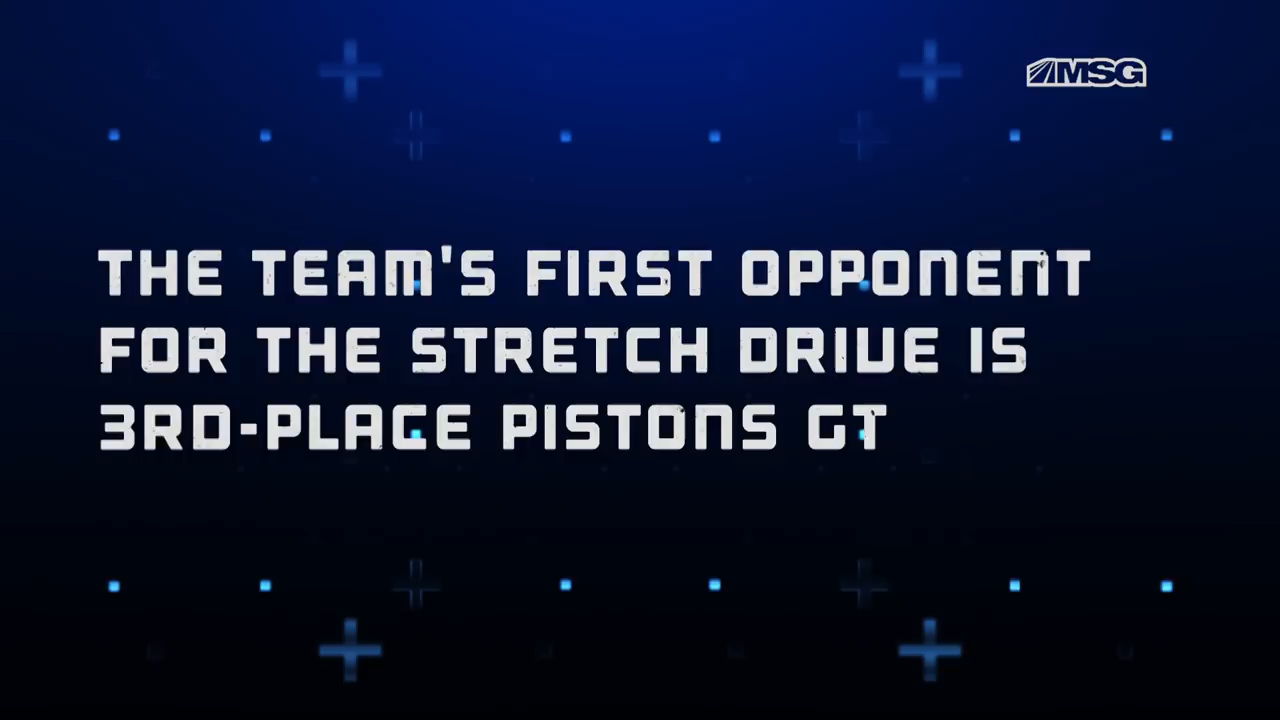 MSG
THE TEAM'S FIRST OPPONENT
FOR THE STRETCH DRIVE IS
3RD-PLACE PISTONS GT